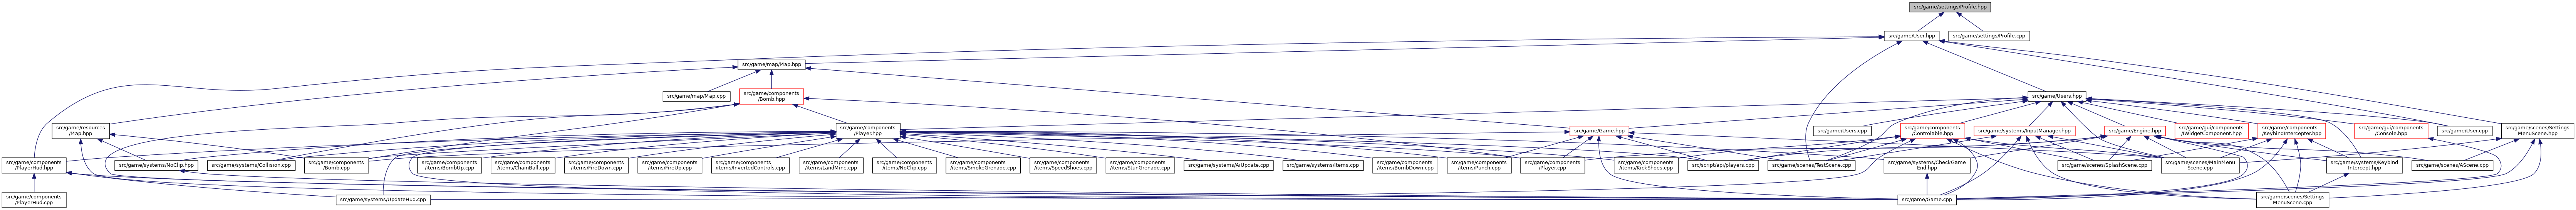 src/game/settings/Profile.hpp
src/game/User.hpp
src/game/settings/Profile.cpp
src/game/map/Map.hpp
src/game/map/Map.cpp
src/game/components
/Bomb.hpp
src/game/Users.hpp
src/game/resources
/Map.hpp
src/game/components
/Player.hpp
src/game/Game.hpp
src/game/Users.cpp
src/game/components
/Controlable.hpp
src/game/systems/InputManager.hpp
src/game/Engine.hpp
src/game/gui/components
/IWidgetComponent.hpp
src/game/components
/KeybindIntercepter.hpp
src/game/gui/components
/Console.hpp
src/game/User.cpp
src/game/scenes/Settings
MenuScene.hpp
src/game/components
/PlayerHud.hpp
src/game/systems/NoClip.hpp
src/game/systems/Collision.cpp
src/game/components
/Bomb.cpp
src/game/components
/items/BombUp.cpp
src/game/components
/items/ChainBall.cpp
src/game/components
/items/FireDown.cpp
src/game/components
/items/FireUp.cpp
src/game/components
/items/InvertedControls.cpp
src/game/components
/items/LandMine.cpp
src/game/components
/items/NoClip.cpp
src/game/components
/items/SmokeGrenade.cpp
src/game/components
/items/SpeedShoes.cpp
src/game/components
/items/StunGrenade.cpp
src/game/systems/AiUpdate.cpp
src/game/systems/Items.cpp
src/game/components
/items/BombDown.cpp
src/game/components
/items/Punch.cpp
src/game/components
/Player.cpp
src/game/components
/items/KickShoes.cpp
src/script/api/players.cpp
src/game/scenes/TestScene.cpp
src/game/systems/CheckGame
End.hpp
src/game/scenes/SplashScene.cpp
src/game/scenes/MainMenu
Scene.cpp
src/game/systems/Keybind
Intercept.hpp
src/game/scenes/AScene.cpp
src/game/components
/PlayerHud.cpp
src/game/systems/UpdateHud.cpp
src/game/Game.cpp
src/game/scenes/Settings
MenuScene.cpp